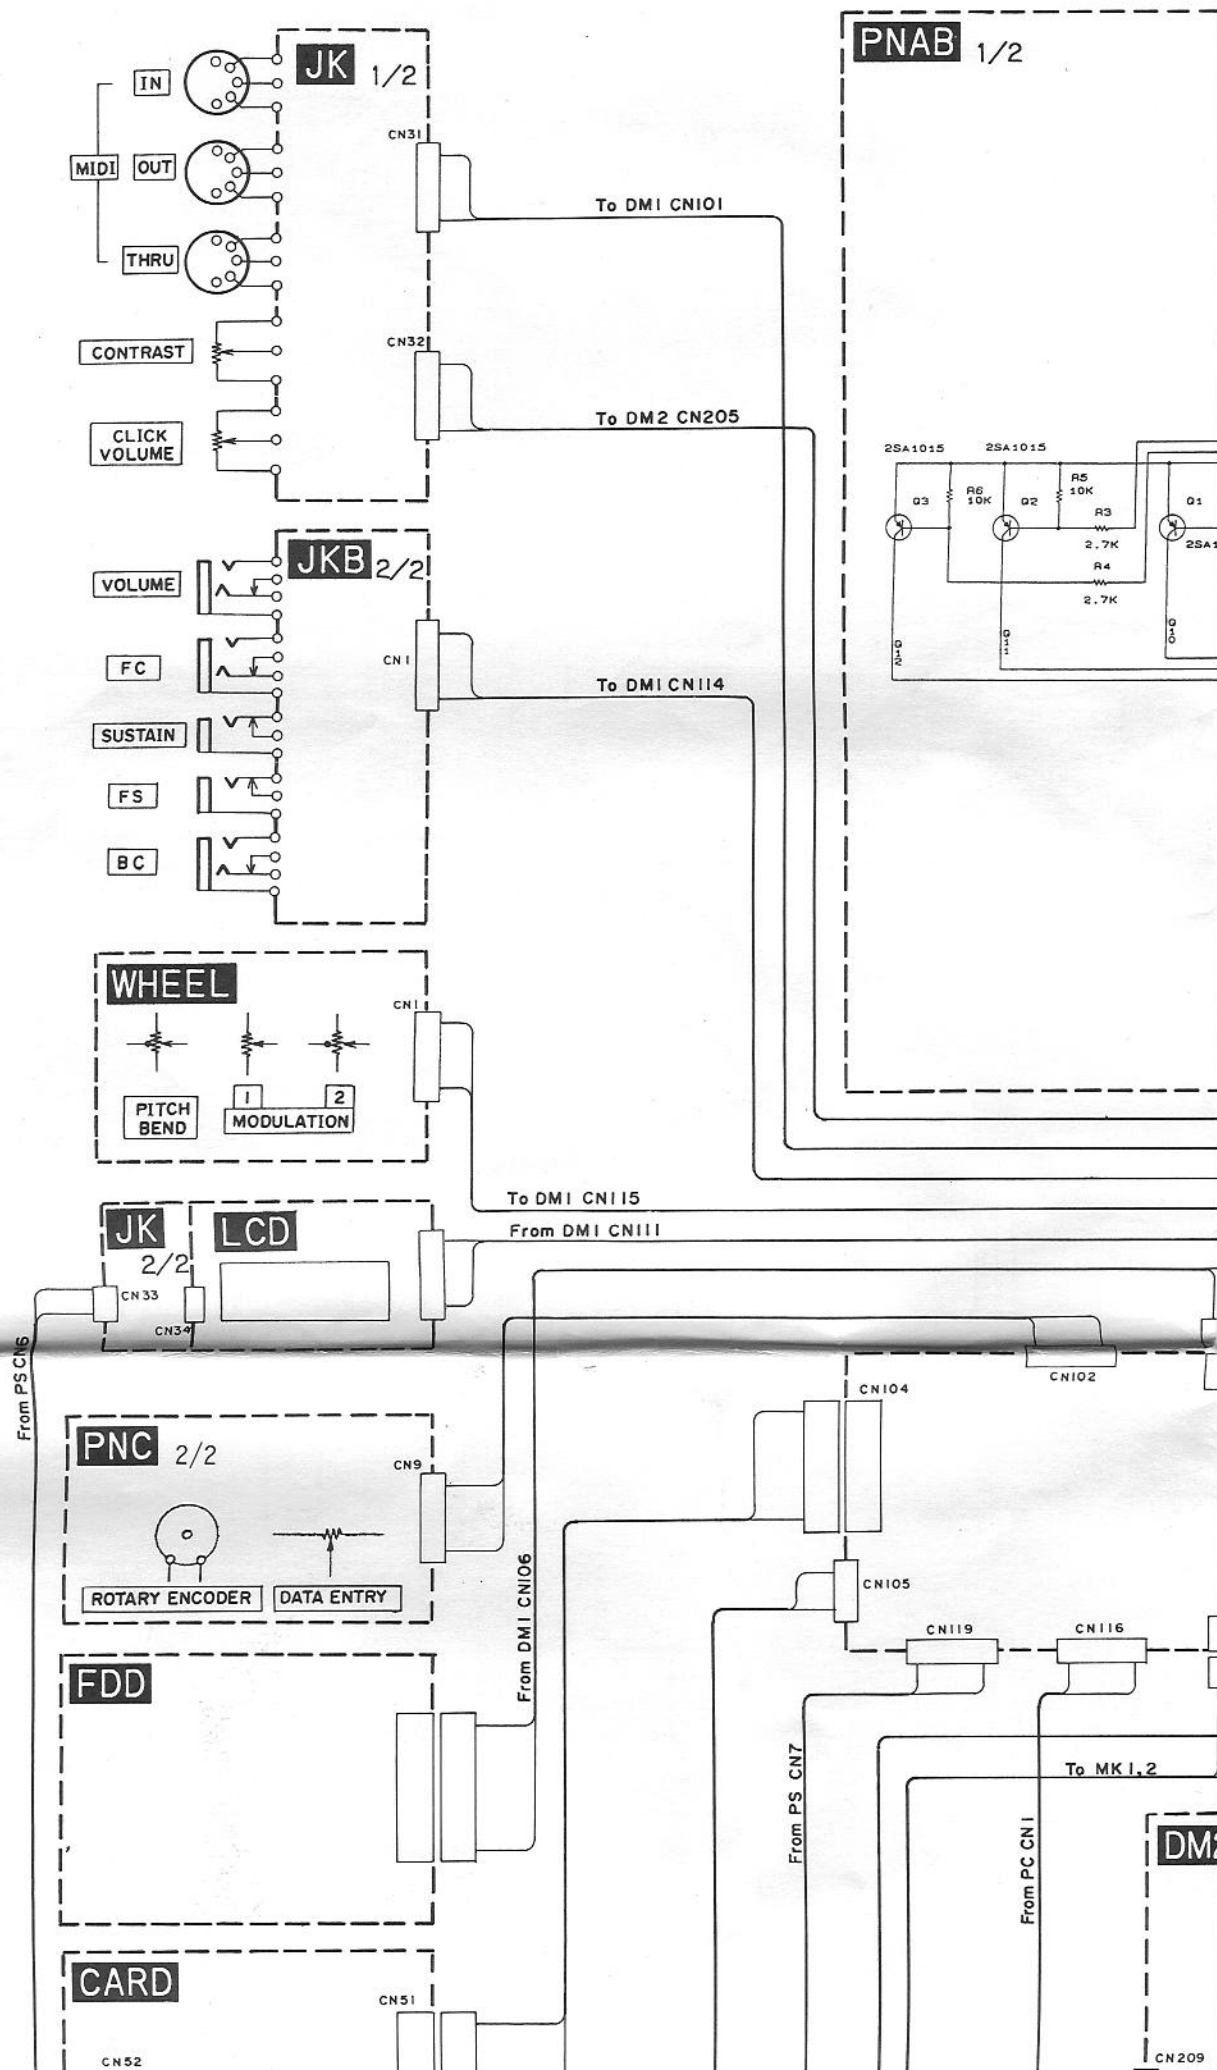 JK 1/2
PNAB 1/2
IN
MIDI
OUT
THRU
CONTRAST
CLICK
VOLUME
CN31
To DM1 CN101
CN32
To DM2 CN205
2SA1015
2SA1015
Q3
R6
10K
Q2
R5
10K
R3
2.7K
R4
2.7K
Q1
2SA1
Q12
Q11
Q10
JKB 2/2
VOLUME
FC
SUSTAIN
FS
BC
CN1
To DM1 CN114
WHEEL
CN1
PITCH
BEND
1
2
MODULATION
To DM1 CN115
JK
2/2
LCD
From DM1 CN111
CN33
CN34
From PS CN6
CN102
CN104
PNC 2/2
CN9
ROTARY ENCODER
DATA ENTRY
From DM1 CN106
CN105
CN119
CN116
FDD
From PS CN7
To MK1,2
From PC CN1
DM2
CARD
CN51
CN52
CN209